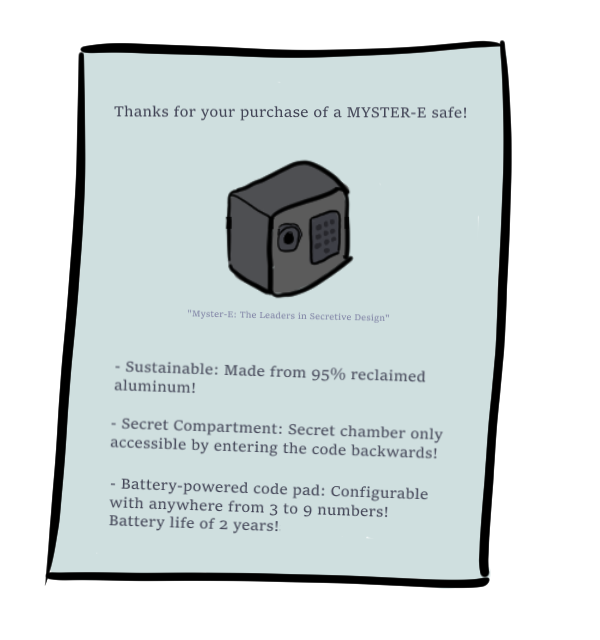 Thanks for your purchase of a MYSTER-E safe!
"Myster-E: The Leaders in Secretive Design"
- Sustainable: Made from 95% reclaimed
aluminum!
- Secret Compartment: Secret chamber only
accessible by entering the code backwards!
- Battery-powered code pad: Configurable
with anywhere from 3 to 9 numbers!
Battery life of 2 years!